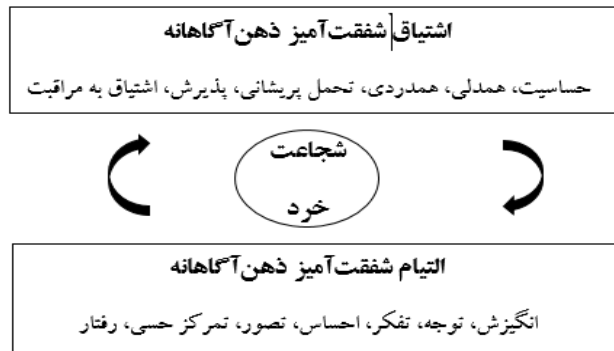 اشتیاق شفقت‌آمیز ذهن‌آگاهانه
حساسیت، همدلی، همدردی، تحمل پریشانی، پذیرش، اشتیاق به مراقبت
شجاعت
خرد
التیام شفقت‌آمیز ذهن‌آگاهانه
انگیزش، توجه، تفکر، احساس، تصور، تمرکز حسی، رفتار